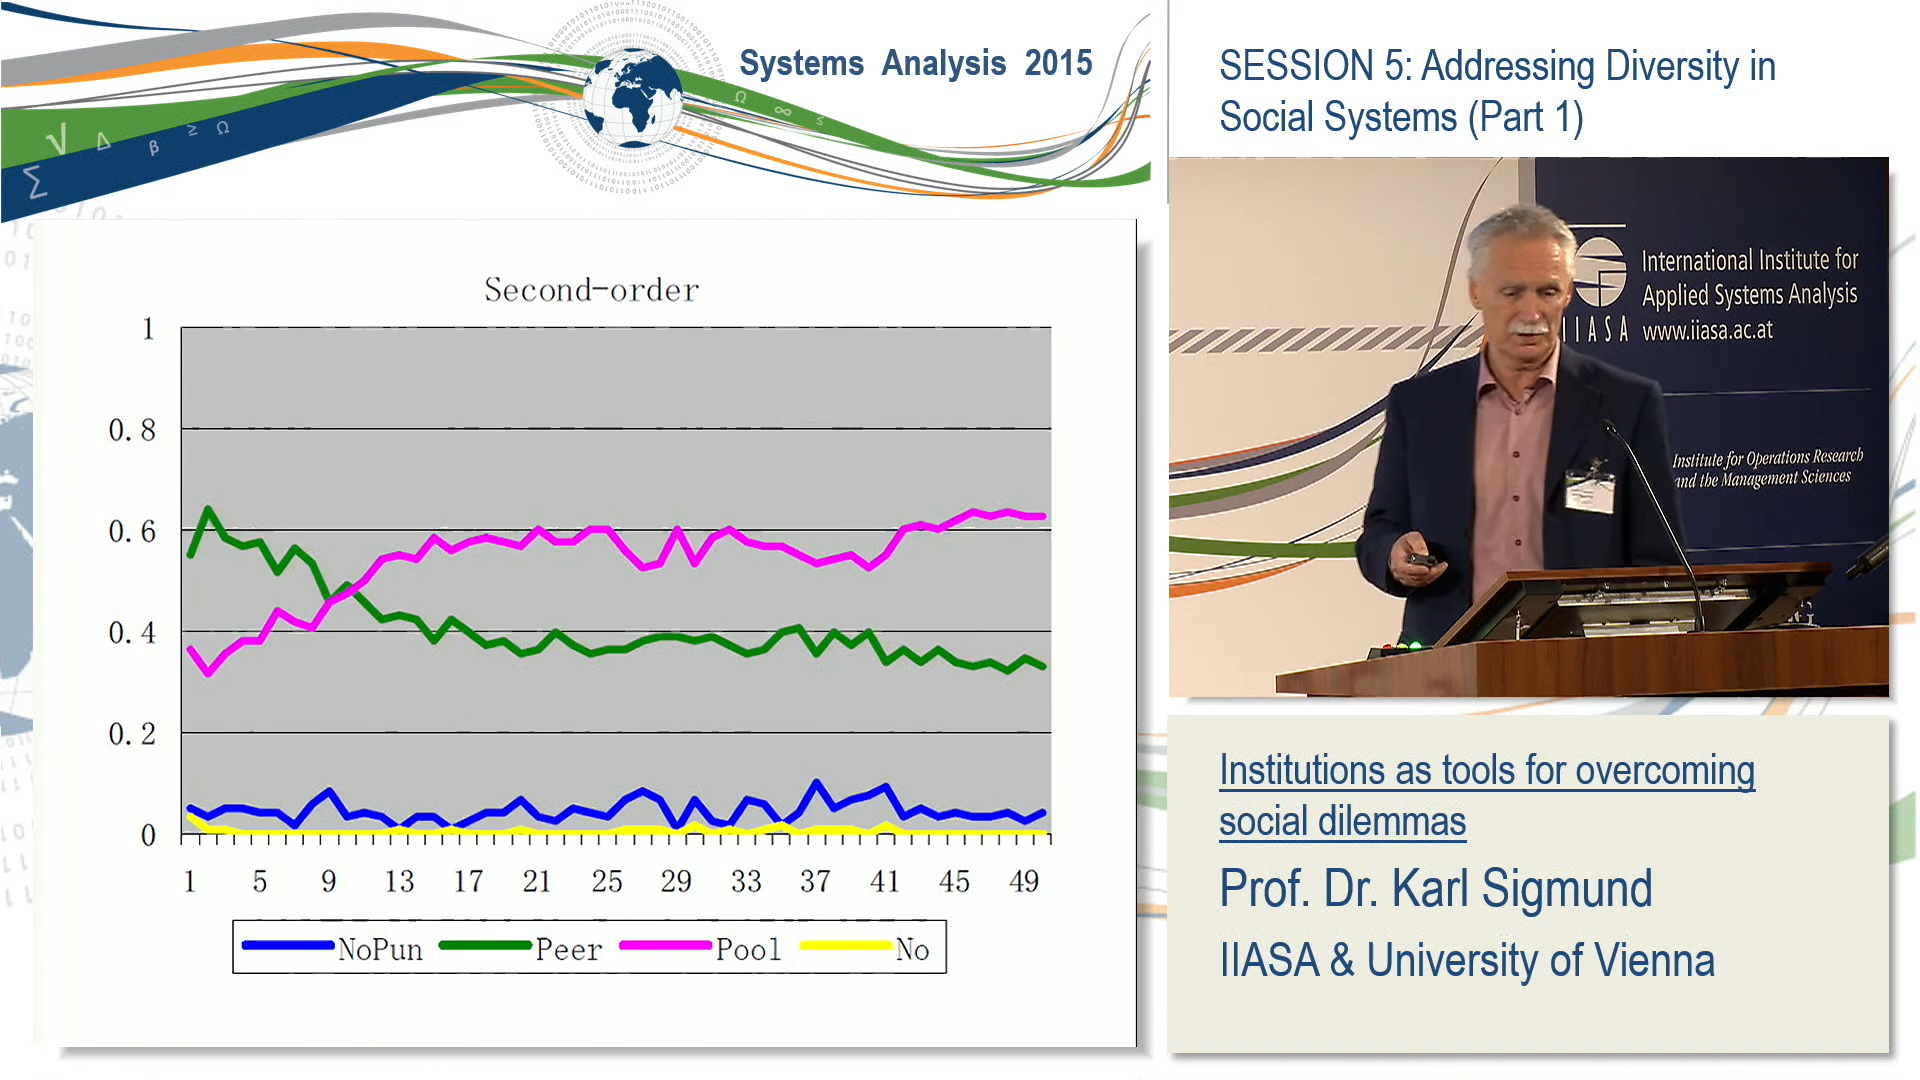 Systems Analysis 2015
SESSION 5: Addressing Diversity in
Social Systems (Part 1)
International Institute for
Applied Systems Analysis
IIASA www.iiasa.ac.at
Institute for Operations Research
and the Management Sciences
Second-order
1
0.8
0.6
0.4
0.2
0
1 5 9 13 17 21 25 29 33 37 41 45 49
NoPun Peer Pool No
Institutions as tools for overcoming
social dilemmas
Prof. Dr. Karl Sigmund
IIASA & University of Vienna